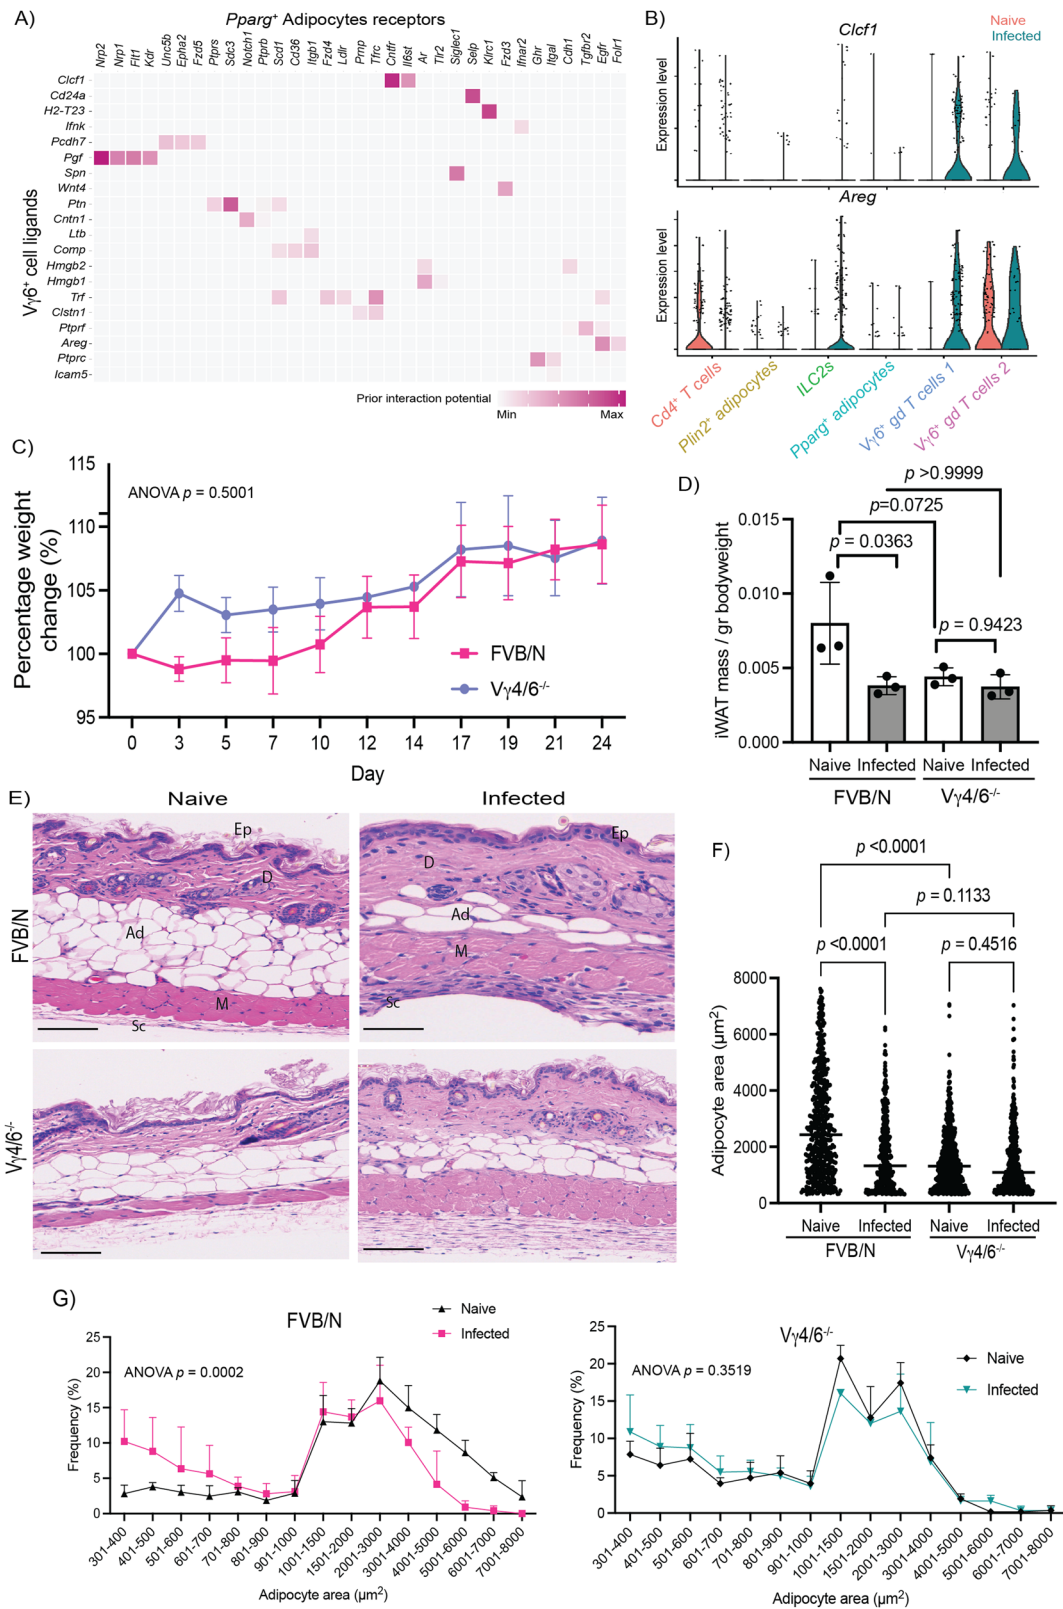 A)
Pparg+ Adipocytes receptors
Nrp2
Nrp1
Flt1
Kdr
Unc5b
Epha2
Fzd5
Ptprs
Sdc3
Notch1
Ptprb
Scd1
Cd36
Itgb1
Fzd4
Ldlr
Prnp
Tfrc
Cntfr
Il6st
Ar
Tlr2
Siglec1
Selp
Klrc1
Fzd3
Ifnar2
Ghr
Itgal
Cdh1
Tgfbr2
Egfr
Folr1
Vγ6+ cell ligands
Clcf1
Cd24a
H2-T23
Ifnk
Pcdh7
Pgf
Spn
Wnt4
Ptn
Cntn1
Ltb
Comp
Hmgb2
Hmgb1
Trf
Clstn1
Ptprf
Areg
Ptprc
Icam5
Prior interaction potential
Min
Max
B)
Naive
Infected
Clcf1
Expression level
Areg
Expression level
Cd4+ T cells
Plin2+ adipocytes
ILC2s
Pparg+ adipocytes
Vγ6+ gd T cells 1
Vγ6+ gd T cells 2
C)
ANOVA p = 0.5001
Percentage weight
change (%)
115
110
105
100
95
FVB/N
Vγ4/6-/-
0 3 5 7 10 12 14 17 19 21 24
Day
D)
p >0.9999
p=0.0725
p = 0.0363
p = 0.9423
iWAT mass / gr bodyweight
0.015
0.010
0.005
0.000
Naive Infected Naive Infected
FVB/N Vγ4/6-/-
E)
Naive
Infected
FVB/N
Ep
D
Ad
M
Sc
Ep
D
Ad
M
Sc
Vγ4/6-/-
F)
p <0.0001
p = 0.1133
p <0.0001
p = 0.4516
Adipocyte area (µm2)
8000
6000
4000
2000
0
Naive Infected Naive Infected
FVB/N Vγ4/6-/-
G)
FVB/N
Naive
Infected
ANOVA p = 0.0002
Frequency (%)
25
20
15
10
5
0
301-400
401-500
501-600
601-700
701-800
801-900
901-1000
1001-1500
1501-2000
2001-3000
3001-4000
4001-5000
5001-6000
6001-7000
7001-8000
Adipocyte area (µm2)
Vγ4/6-/-
Naive
Infected
ANOVA p = 0.3519
Frequency (%)
25
20
15
10
5
0
301-400
401-500
501-600
601-700
701-800
801-900
901-1000
1001-1500
1501-2000
2001-3000
3001-4000
4001-5000
5001-6000
6001-7000
7001-8000
Adipocyte area (µm2)